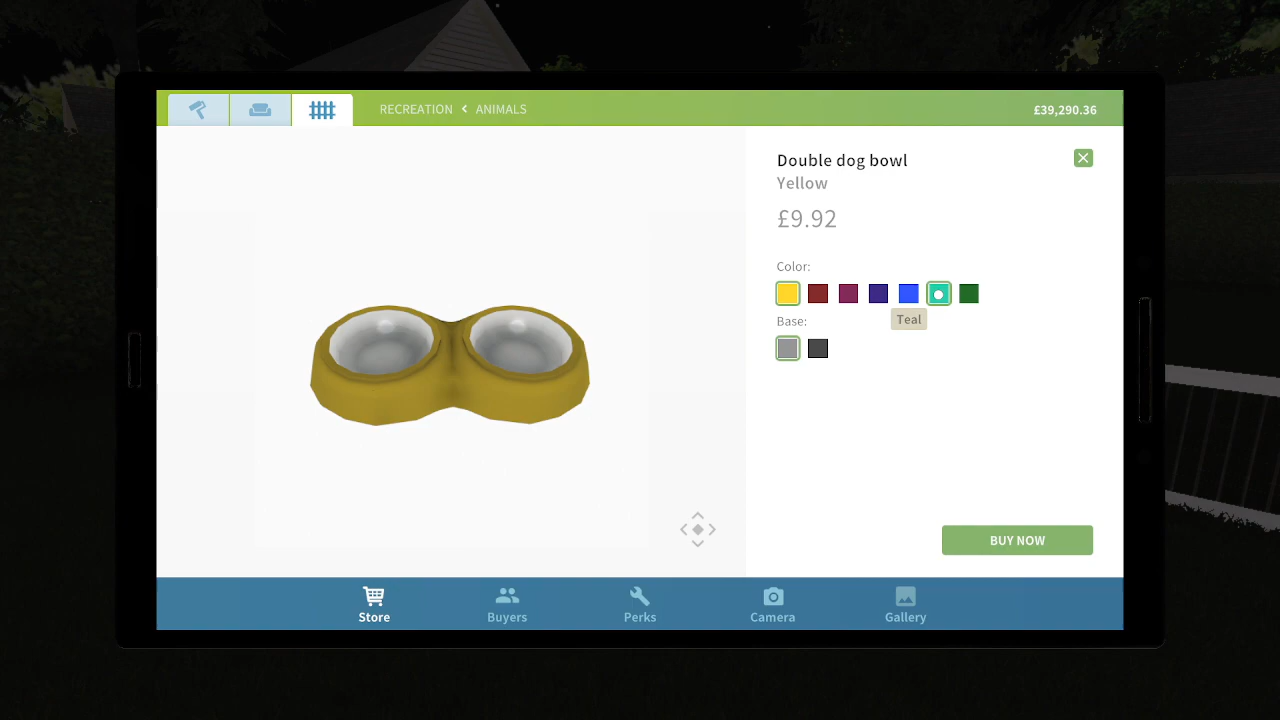 RECREATION < ANIMALS
£39,290.36
Double dog bowl
Yellow
£9.92
Color:
Base:
Teal
BUY NOW
Store
Buyers
Perks
Camera
Gallery